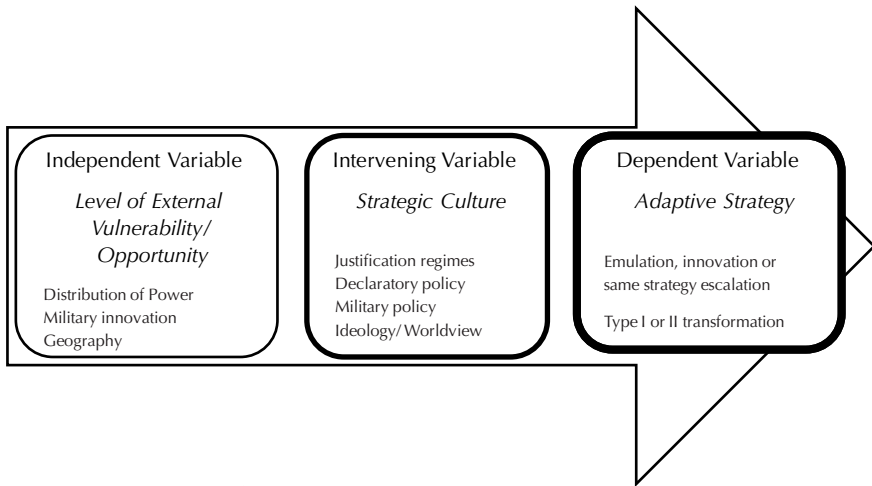 Independent Variable
Level of External
Vulnerability/
Opportunity
Distribution of Power
Military innovation
Geography
Intervening Variable
Strategic Culture
Justification regimes
Declaratory policy
Military policy
Ideology/Worldview
Dependent Variable
Adaptive Strategy
Emulation, innovation or
same strategy escalation
Type I or II transformation